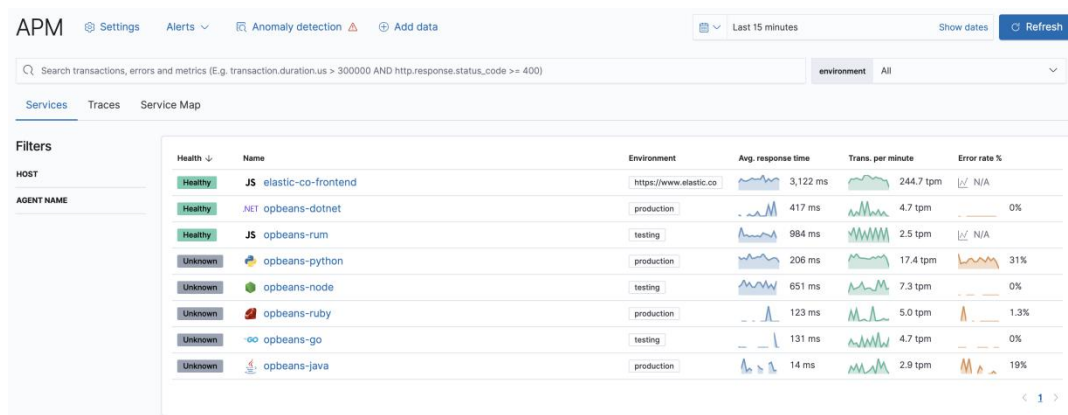 APM Settings Alerts Anomaly detection Add data Last 15 minutes Show dates Refresh
Search transactions, errors and metrics (E.g. transaction.duration.us > 300000 AND http.response.status_code >= 400) environment All
Services Traces Service Map
Filters
HOST
AGENT NAME
Health Name Environment Avg. response time Trans. per minute Error rate %
Healthy JS elastic-co-frontend https://www.elastic.co 3,122 ms 244.7 tpm N/A
Healthy .NET opbeans-dotnet production 417 ms 4.7 tpm 0%
Healthy JS opbeans-rum testing 984 ms 2.5 tpm N/A
Unknown opbeans-python production 206 ms 17.4 tpm 31%
Unknown opbeans-node testing 651 ms 7.3 tpm 0%
Unknown opbeans-ruby production 123 ms 5.0 tpm 1.3%
Unknown GO opbeans-go testing 131 ms 4.7 tpm 0%
Unknown opbeans-java production 14 ms 2.9 tpm 19%
< 1 >